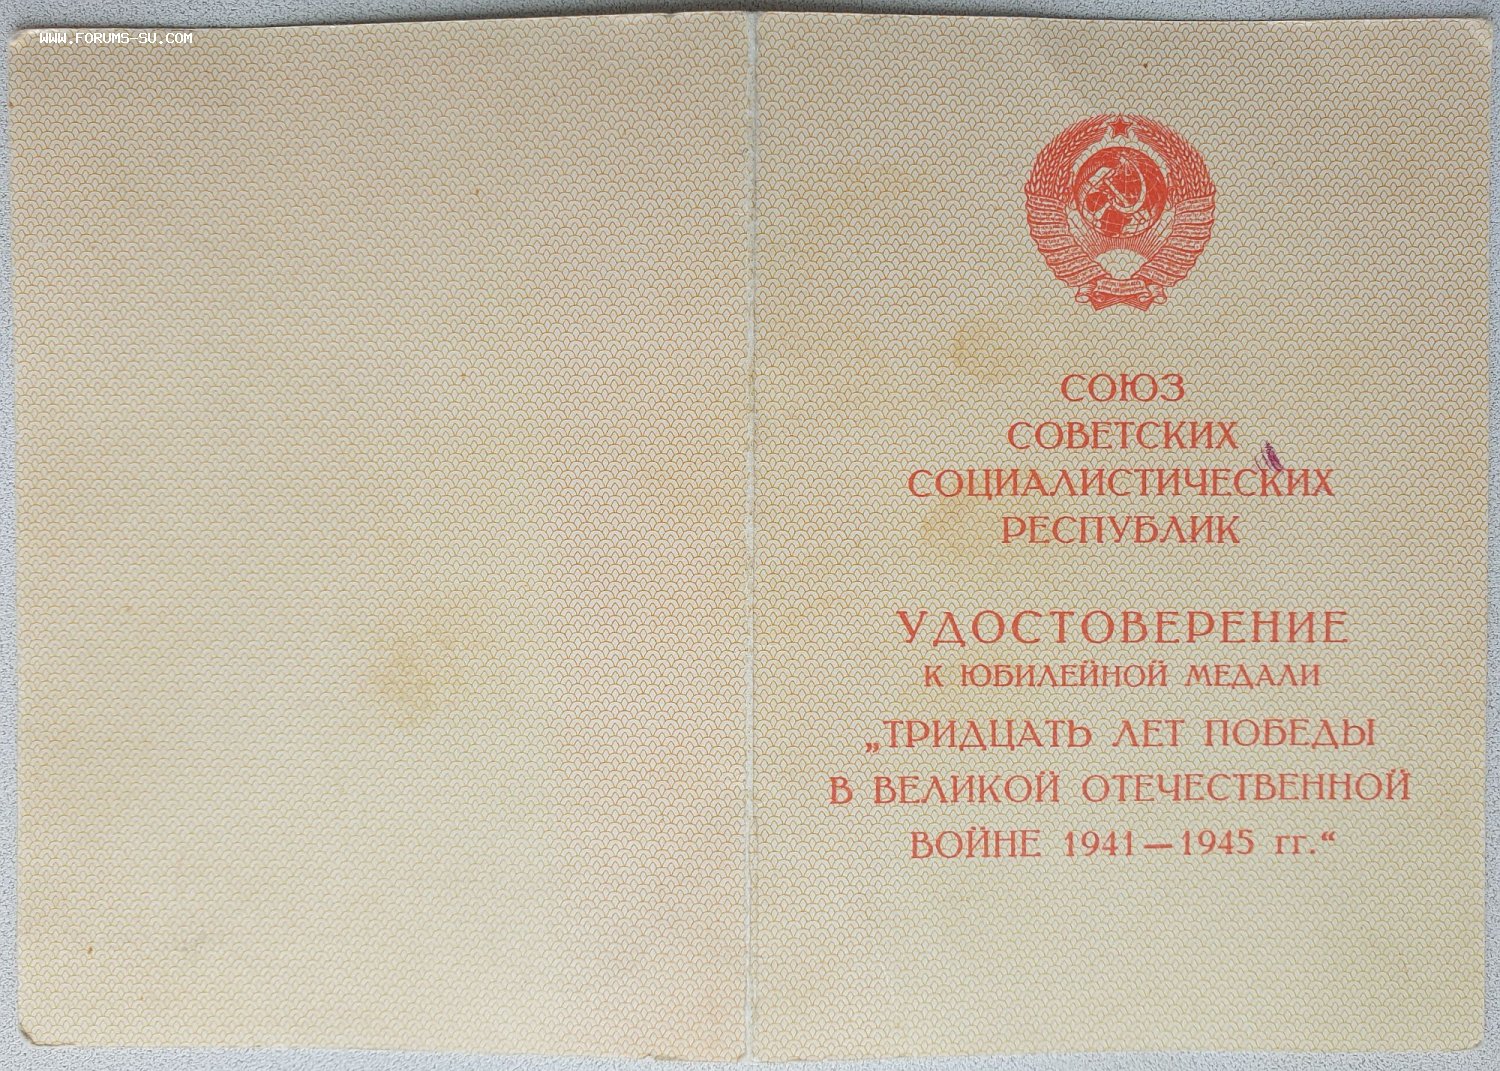 WWW.FORUMS-SU.COM
СОЮЗ
СОВЕТСКИХ
СОЦИАЛИСТИЧЕСКИХ
РЕСПУБЛИК
УДОСТОВЕРЕНИЕ
К ЮБИЛЕЙНОЙ МЕДАЛИ
„ТРИДЦАТЬ ЛЕТ ПОБЕДЫ
В ВЕЛИКОЙ ОТЕЧЕСТВЕННОЙ
ВОЙНЕ 1941—1945 гг.“